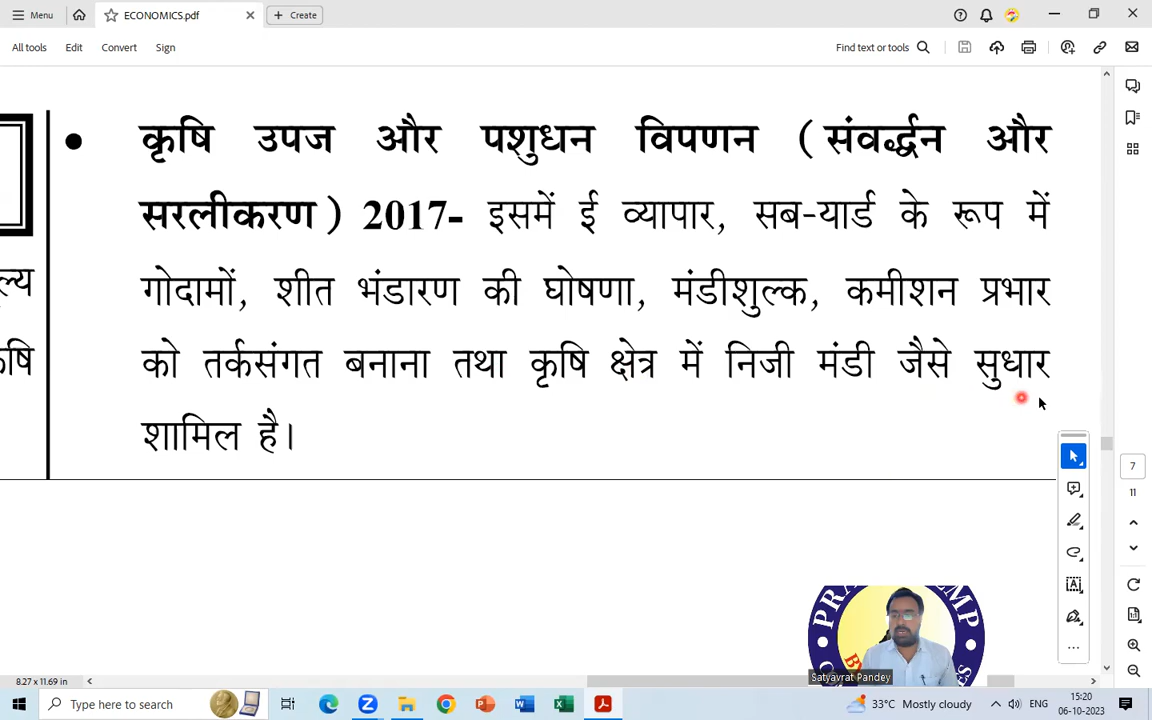 Menu ECONOMICS.pdf Create
All tools Edit Convert Sign Find text or tools
• कृषि उपज और पशुधन विपणन (संवर्द्धन और
सरलीकरण) 2017- इसमें ई व्यापार, सब-यार्ड के रूप में
गोदामों, शीत भंडारण की घोषणा, मंडीशुल्क, कमीशन प्रभार
को तर्कसंगत बनाना तथा कृषि क्षेत्र में निजी मंडी जैसे सुधार
शामिल है।
7
11
Satyavrat Pandey
8.27 x 11.69 in
Type here to search 33°C Mostly cloudy ENG 15:20
06-10-2023